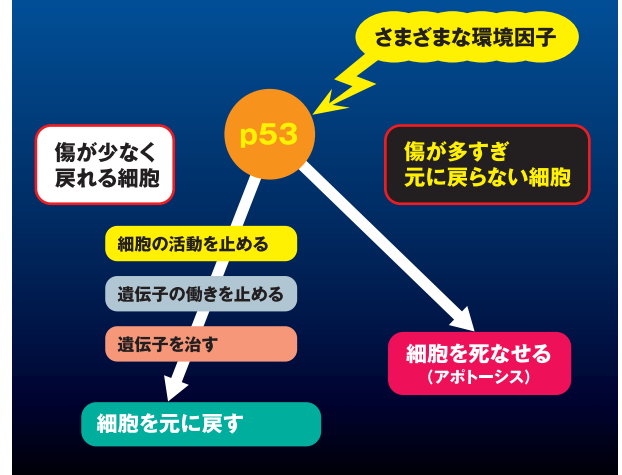 さまざまな環境因子
p53
傷が少なく
戻れる細胞
傷が多すぎ
元に戻らない細胞
細胞の活動を止める
遺伝子の働きを止める
遺伝子を治す
細胞を死なせる
（アポトーシス）
細胞を元に戻す